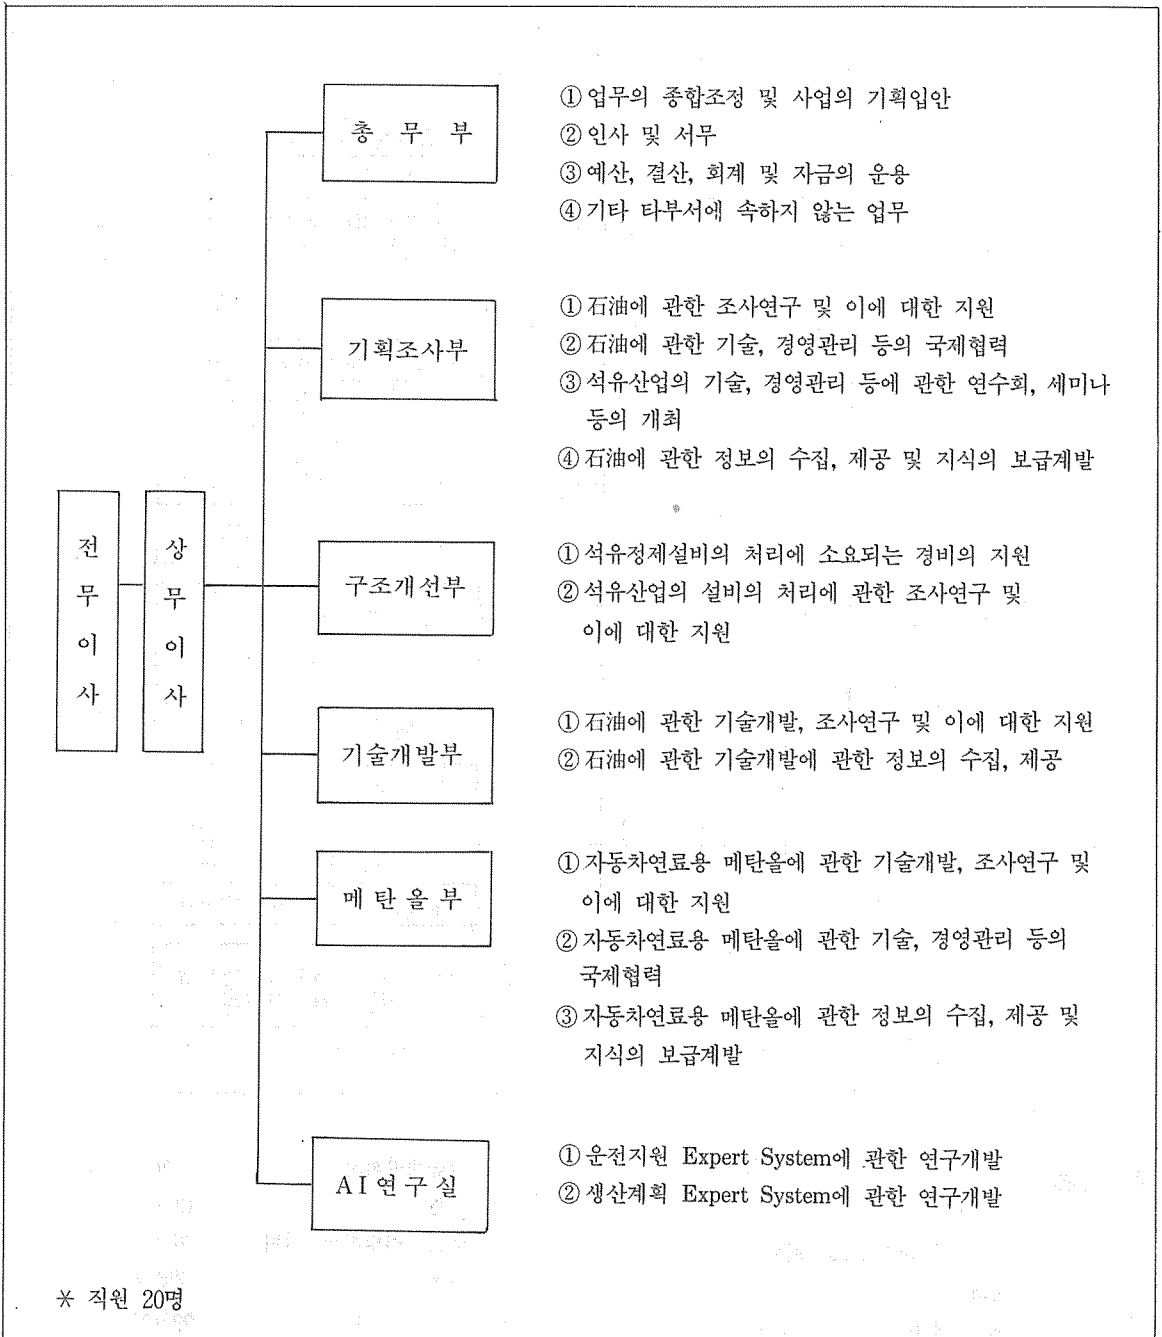 총 무 부
① 업무의 종합조정 및 사업의 기획입안
② 인사 및 서무
③ 예산, 결산, 회계 및 자금의 운용
④ 기타 타부서에 속하지 않는 업무
기획조사부
① 石油에 관한 조사연구 및 이에 대한 지원
② 石油에 관한 기술, 경영관리 등의 국제협력
③ 석유산업의 기술, 경영관리 등에 관한 연수회, 세미나
등의 개최
④ 石油에 관한 정보의 수집, 제공 및 지식의 보급계발
전무이사
상무이사
구조개선부
① 석유정제설비의 처리에 소요되는 경비의 지원
② 석유산업의 설비의 처리에 관한 조사연구 및
이에 대한 지원
기술개발부
① 石油에 관한 기술개발, 조사연구 및 이에 대한 지원
② 石油에 관한 기술개발에 관한 정보의 수집, 제공
메 탄 올 부
① 자동차연료용 메탄올에 관한 기술개발, 조사연구 및
이에 대한 지원
② 자동차연료용 메탄올에 관한 기술, 경영관리 등의
국제협력
③ 자동차연료용 메탄올에 관한 정보의 수집, 제공 및
지식의 보급계발
AI연구실
① 운전지원 Expert System에 관한 연구개발
② 생산계획 Expert System에 관한 연구개발
* 직원 20명